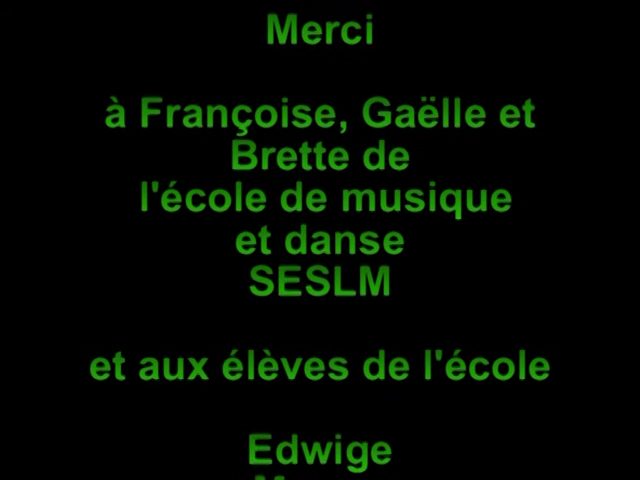 Merci
à Françoise, Gaëlle et
Brette de
l'école de musique
et danse
SESLM
et aux élèves de l'école
Edwige